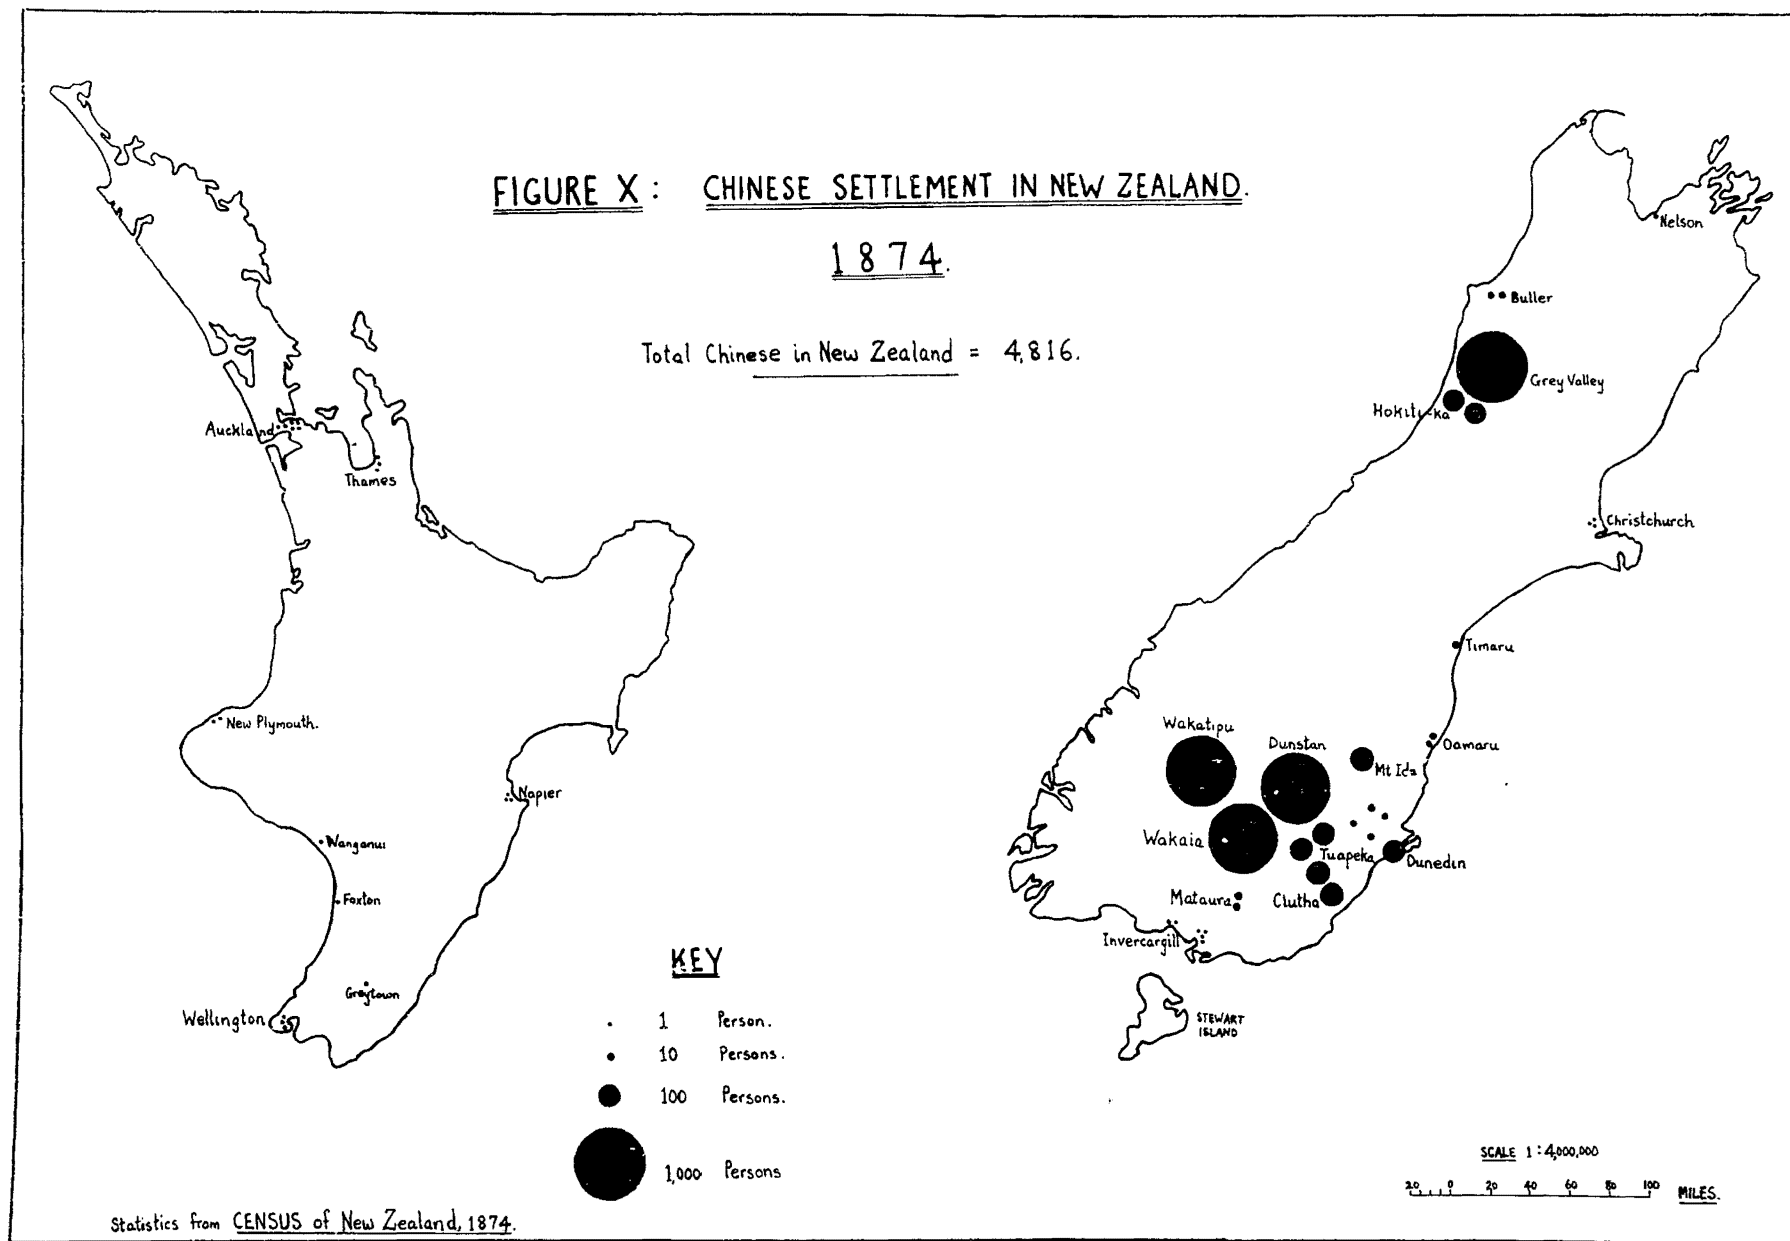 FIGURE X : CHINESE SETTLEMENT IN NEW ZEALAND.
1874.
Total Chinese in New Zealand = 4,816.
Auckland
Thames
New Plymouth.
Napier
Wanganui
Foxton
Greytown
Wellington
Nelson
Buller
Grey Valley
Hokitika
Christchurch
Timaru
Wakatipu
Dunstan
Oamaru
Mt Ida
Wakaia
Tuapeka
Dunedin
Mataura
Clutha
Invercargill
STEWART
ISLAND
KEY
1 Person.
10 Persons.
100 Persons.
1,000 Persons
SCALE 1:4,000,000
20 0 20 40 60 80 100 MILES.
Statistics from CENSUS of New Zealand, 1874.